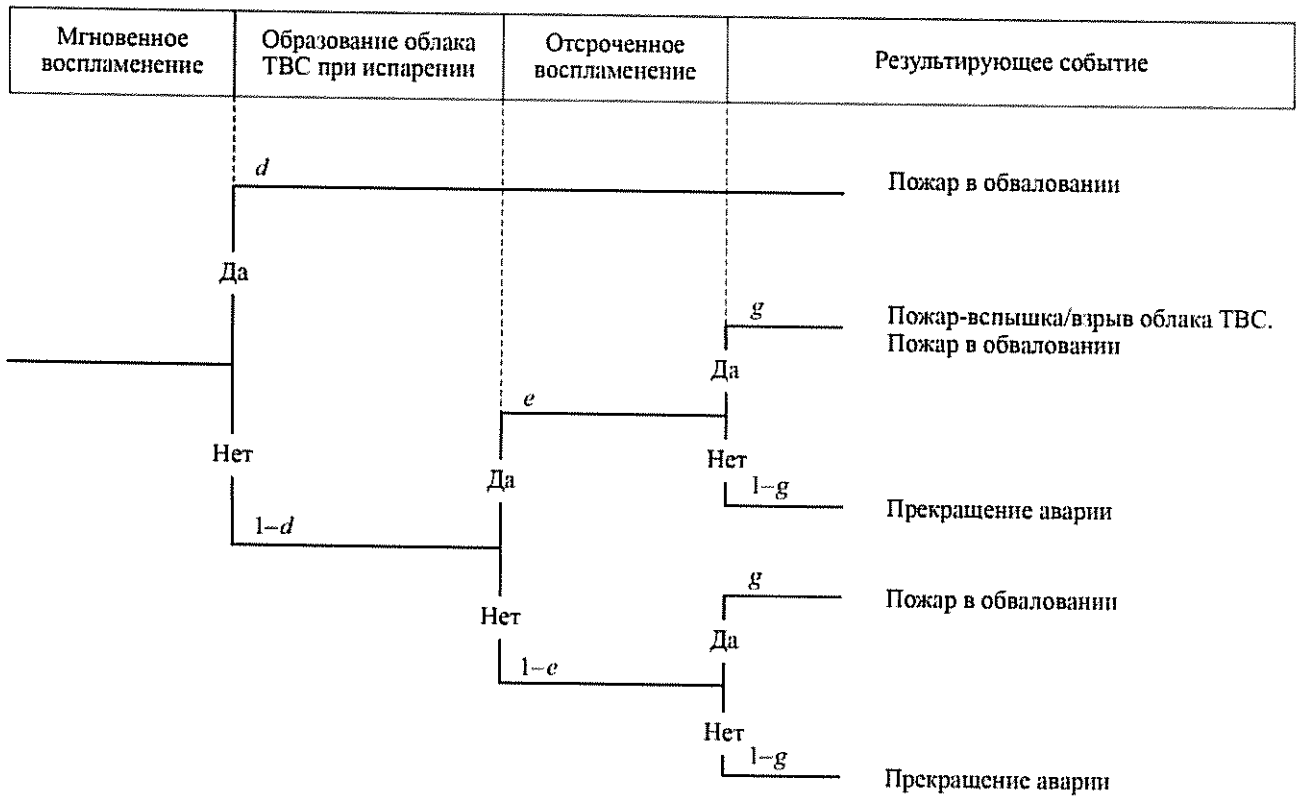 Мгновенное
воспламенение
Образование облака
ТВС при испарении
Отсроченное
воспламенение
Результирующее событие
d
Пожар в обваловании
Да
g
Пожар-вспышка/взрыв облака ТВС.
Пожар в обваловании
Да
e
Нет
Да
Нет
1–g
Прекращение аварии
1–d
g
Пожар в обваловании
Нет
Да
1–e
Нет
1–g
Прекращение аварии